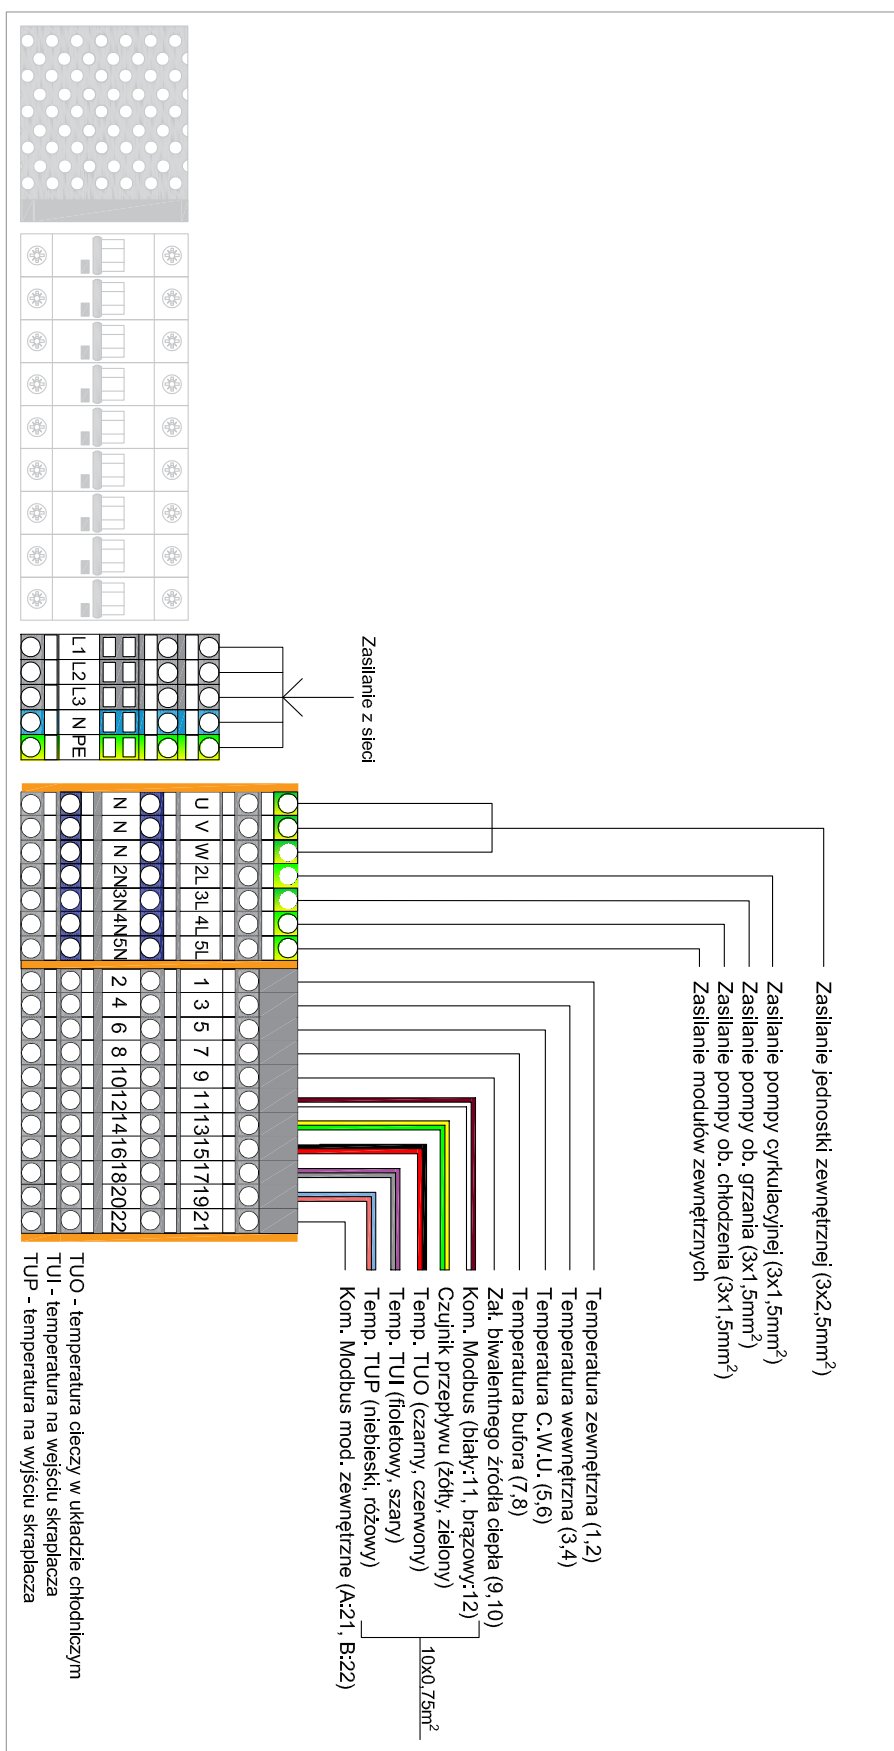 Zasilanie z sieci
L1 L2 L3 N PE
Zasilanie jednostki zewnętrznej (3x2,5mm²)
Zasilanie pompy cyrkulacyjnej (3x1,5mm²)
Zasilanie pompy ob. grzania (3x1,5mm²)
Zasilanie pompy ob. chłodzenia (3x1,5mm²)
Zasilanie modułów zewnętrznych
U V W 2L 3L 4L 5L
N N N 2N 3N 4N 5N
1 3 5 7 9 11 13 15 17 19 21
2 4 6 8 10 12 14 16 18 20 22
Temperatura zewnętrzna (1,2)
Temperatura wewnętrzna (3,4)
Temperatura C.W.U. (5,6)
Temperatura bufora (7,8)
Zał. biwalentnego źródła ciepła (9,10)
Kom. Modbus (biały:11, brązowy:12)
Czujnik przepływu (żółty, zielony)
Temp. TUO (czarny, czerwony)
Temp. TUI (fioletowy, szary)
Temp. TUP (niebieski, różowy)
Kom. Modbus mod. zewnętrzne (A:21, B:22)
10x0,75m²
TUO - temperatura cieczy w układzie chłodniczym
TUI - temperatura na wejściu skraplacza
TUP - temperatura na wyjściu skraplacza